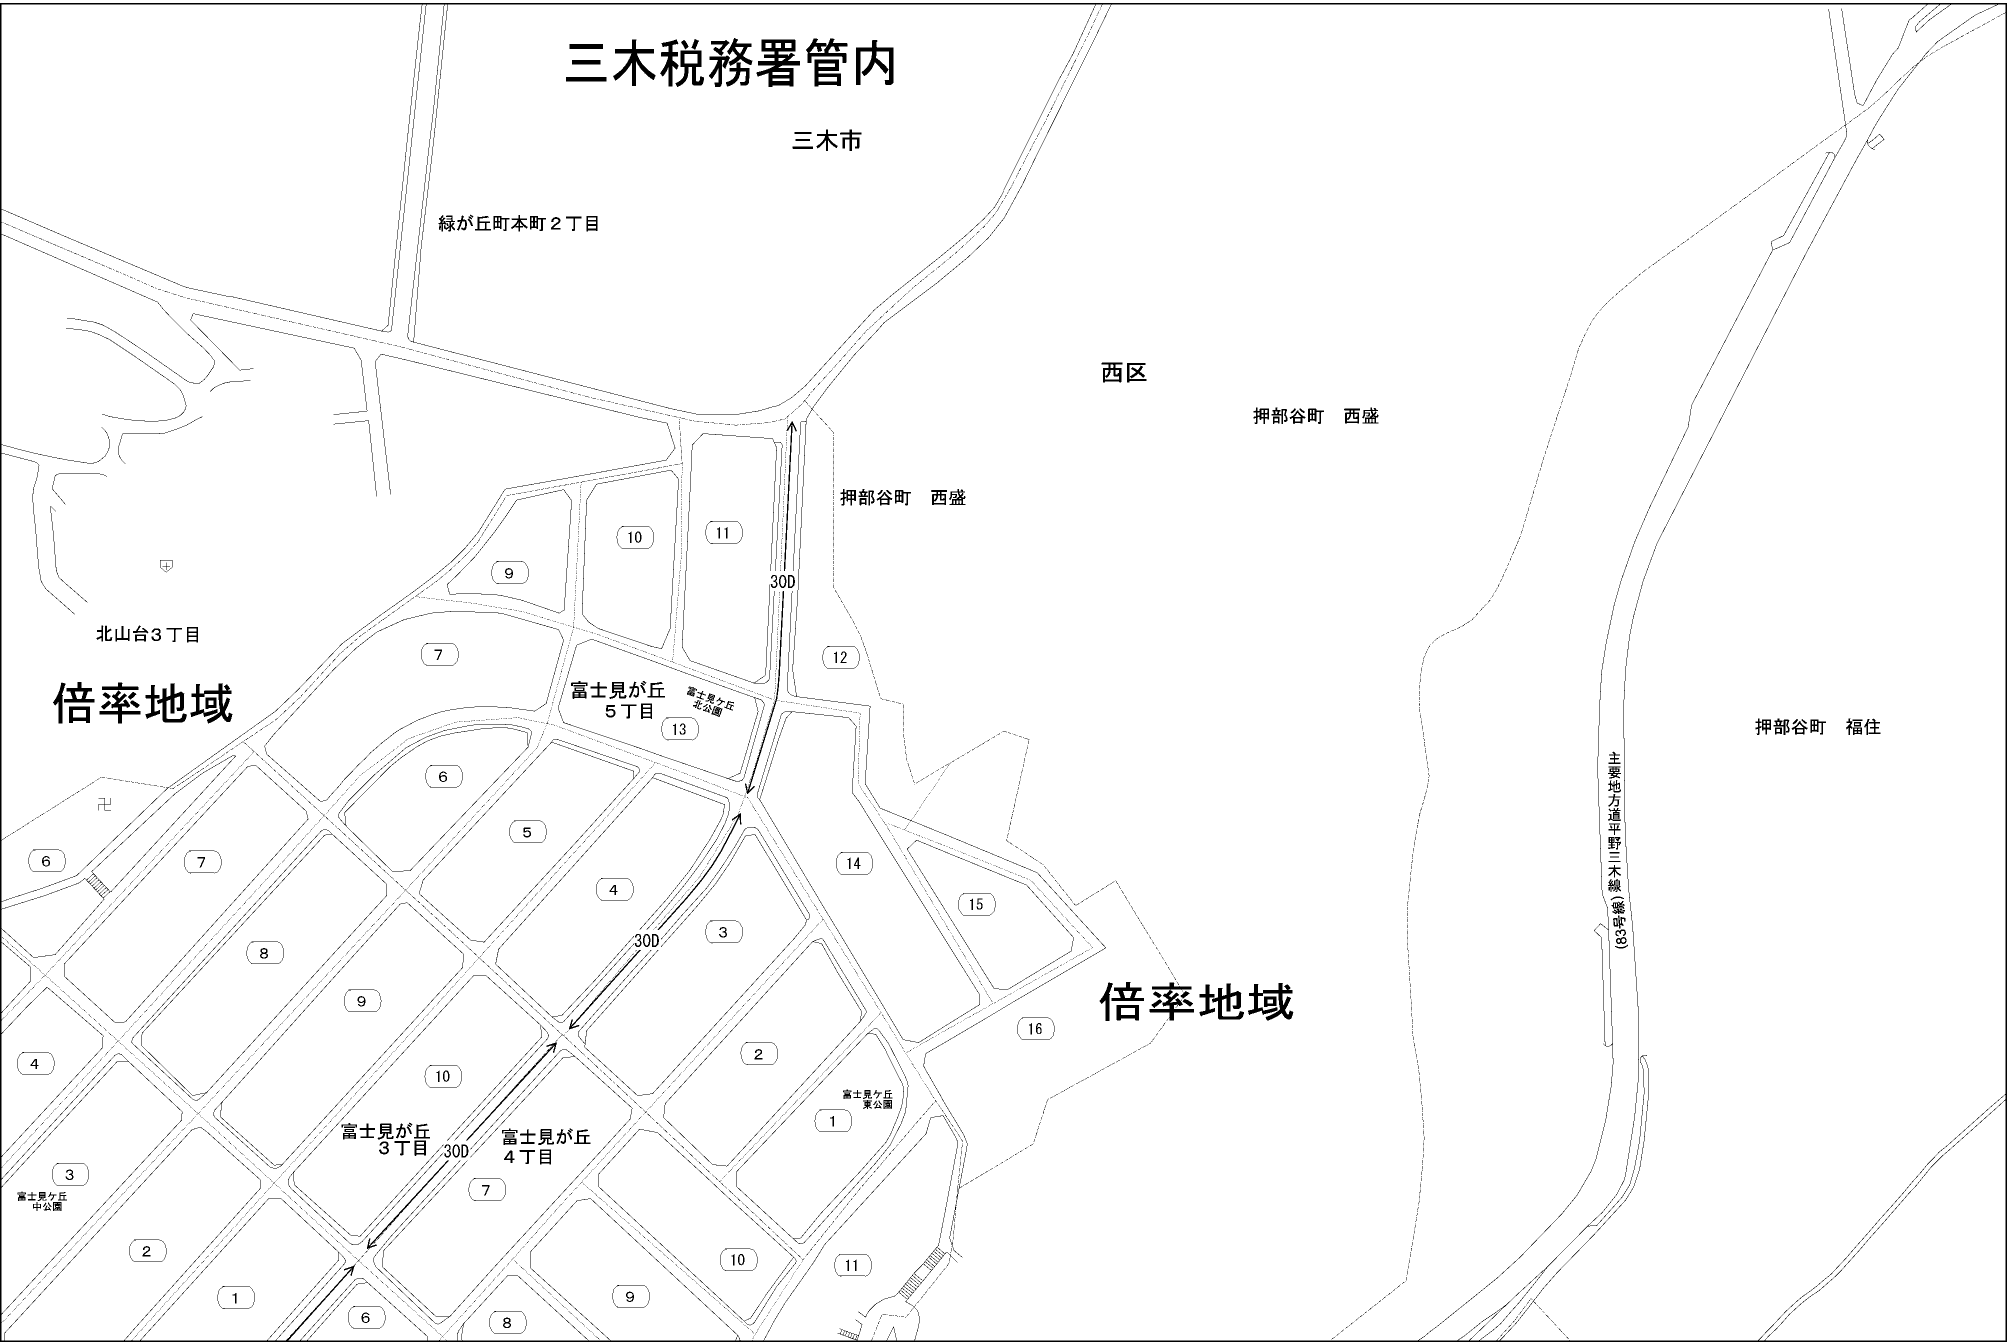 三木税務署管内
三木市
緑が丘町本町２丁目
西区
押部谷町　西盛
押部谷町　西盛
11
10
9
30D
北山台３丁目
7
12
倍率地域
富士見が丘
５丁目
富士見ケ丘
北公園
13
押部谷町　福住
主要地方道平野三木線
(83号線)
6
5
6
7
14
4
15
3
30D
8
9
倍率地域
16
2
4
10
富士見ケ丘
東公園
1
富士見が丘
３丁目
30D
富士見が丘
４丁目
3
富士見ケ丘
中公園
7
2
10
11
1
9
6
8